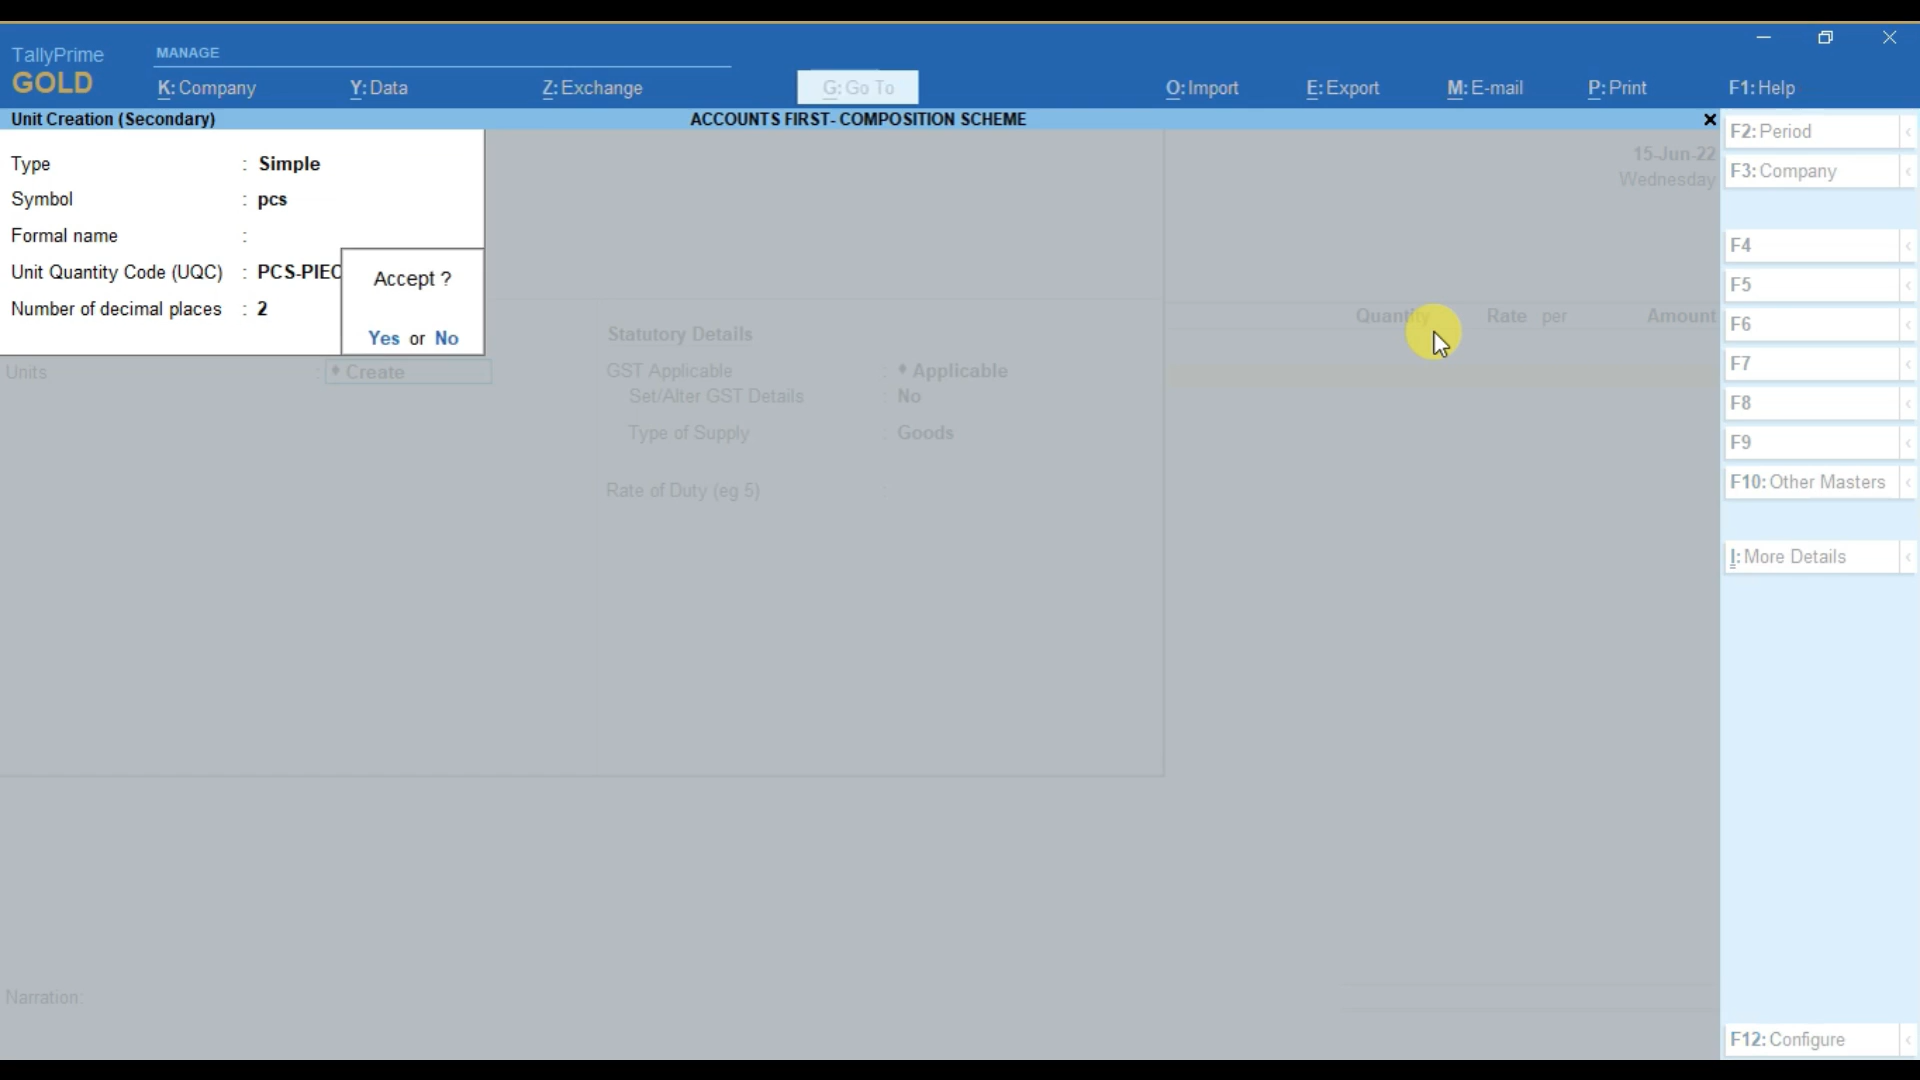 TallyPrime
GOLD
MANAGE
K: Company
Y: Data
Z: Exchange
G: Go To
O: Import
E: Export
M: E-mail
P: Print
F1: Help
Unit Creation (Secondary)
ACCOUNTS FIRST- COMPOSITION SCHEME
Type : Simple
Symbol : pcs
Formal name :
Unit Quantity Code (UQC) : PCS-PIEC
Number of decimal places : 2
Accept ?
Yes or No
Units : ♦ Create
Statutory Details
GST Applicable : ♦ Applicable
Set/Alter GST Details : No
Type of Supply : Goods
Rate of Duty (eg 5) :
15-Jun-22
Wednesday
Quantity Rate per Amount
Narration:
F2: Period
F3: Company
F4
F5
F6
F7
F8
F9
F10: Other Masters
I: More Details
F12: Configure